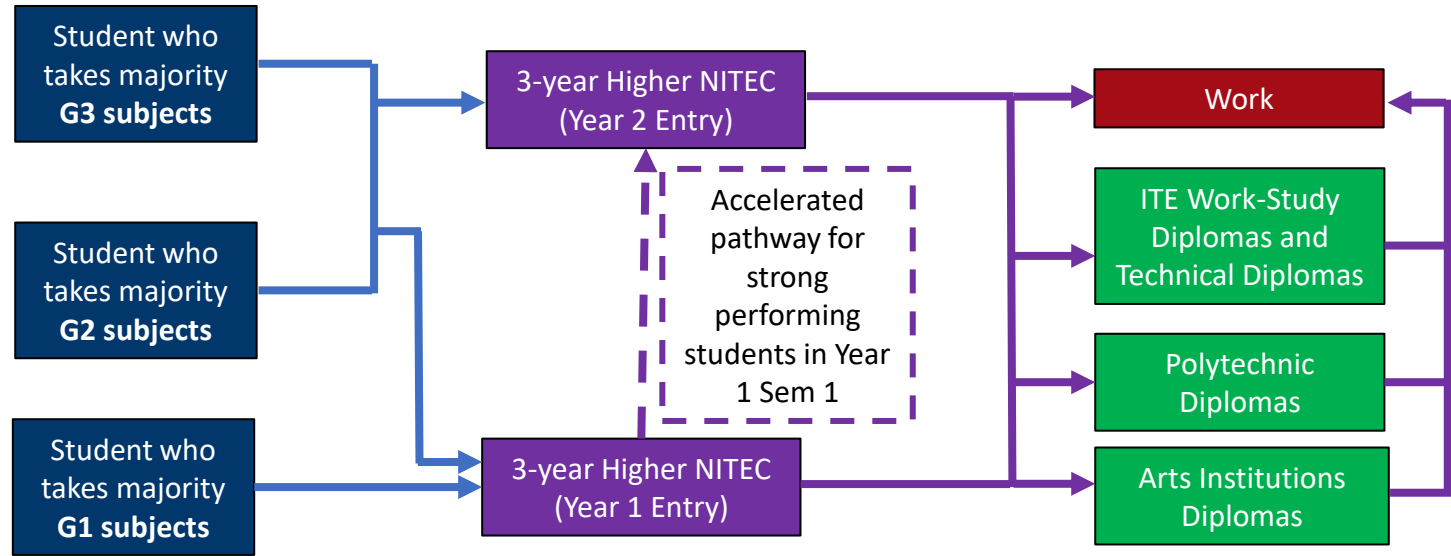 Student who
takes majority
G3 subjects
3-year Higher NITEC
(Year 2 Entry)
Work
Student who
takes majority
G2 subjects
Accelerated
pathway for
strong
performing
students in Year
1 Sem 1
ITE Work-Study
Diplomas and
Technical Diplomas
Polytechnic
Diplomas
Student who
takes majority
G1 subjects
3-year Higher NITEC
(Year 1 Entry)
Arts Institutions
Diplomas